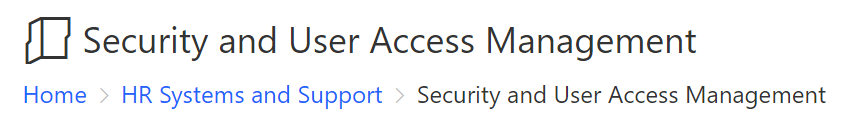 Security and User Access Management
Home > HR Systems and Support > Security and User Access Management